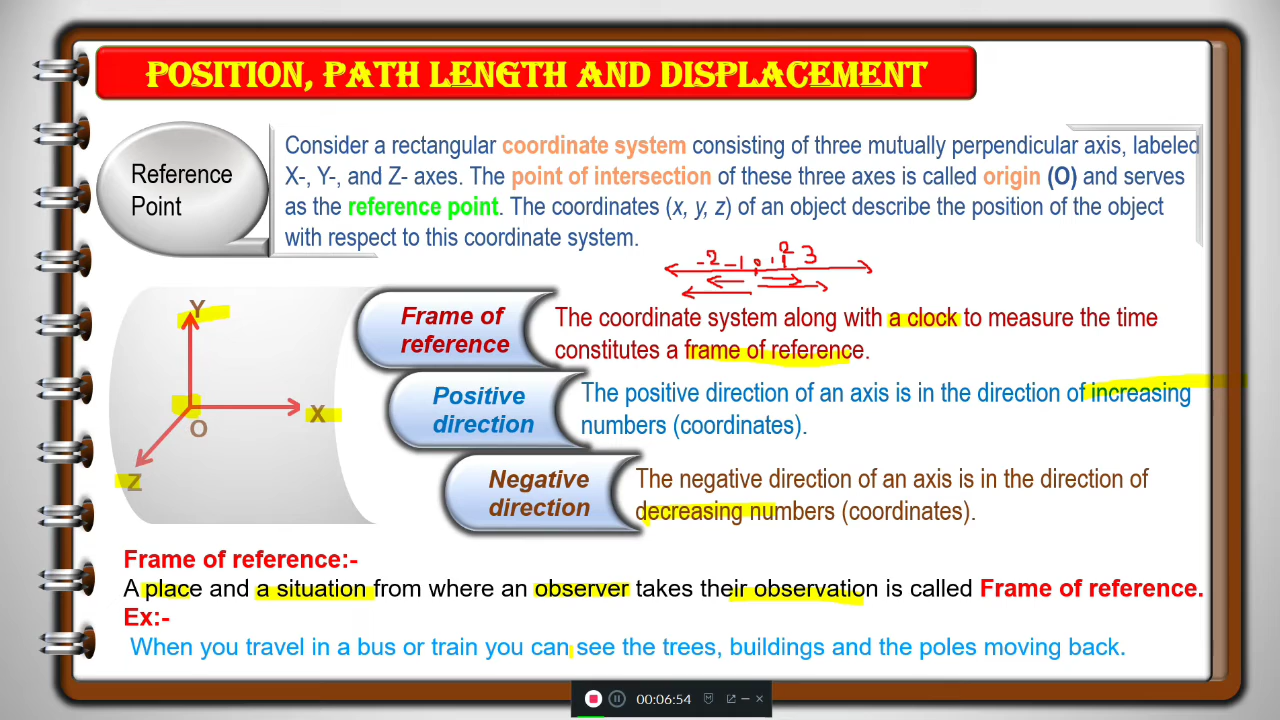 POSITION, PATH LENGTH AND DISPLACEMENT
Reference
Point
Consider a rectangular coordinate system consisting of three mutually perpendicular axis, labeled
X-, Y-, and Z- axes. The point of intersection of these three axes is called origin (O) and serves
as the reference point. The coordinates (x, y, z) of an object describe the position of the object
with respect to this coordinate system.
-2 -1 0 1 2 3
Y
X
O
Z
Frame of
reference
The coordinate system along with a clock to measure the time
constitutes a frame of reference.
Positive
direction
The positive direction of an axis is in the direction of increasing
numbers (coordinates).
Negative
direction
The negative direction of an axis is in the direction of
decreasing numbers (coordinates).
Frame of reference:-
A place and a situation from where an observer takes their observation is called Frame of reference.
Ex:-
When you travel in a bus or train you can see the trees, buildings and the poles moving back.
00:06:54